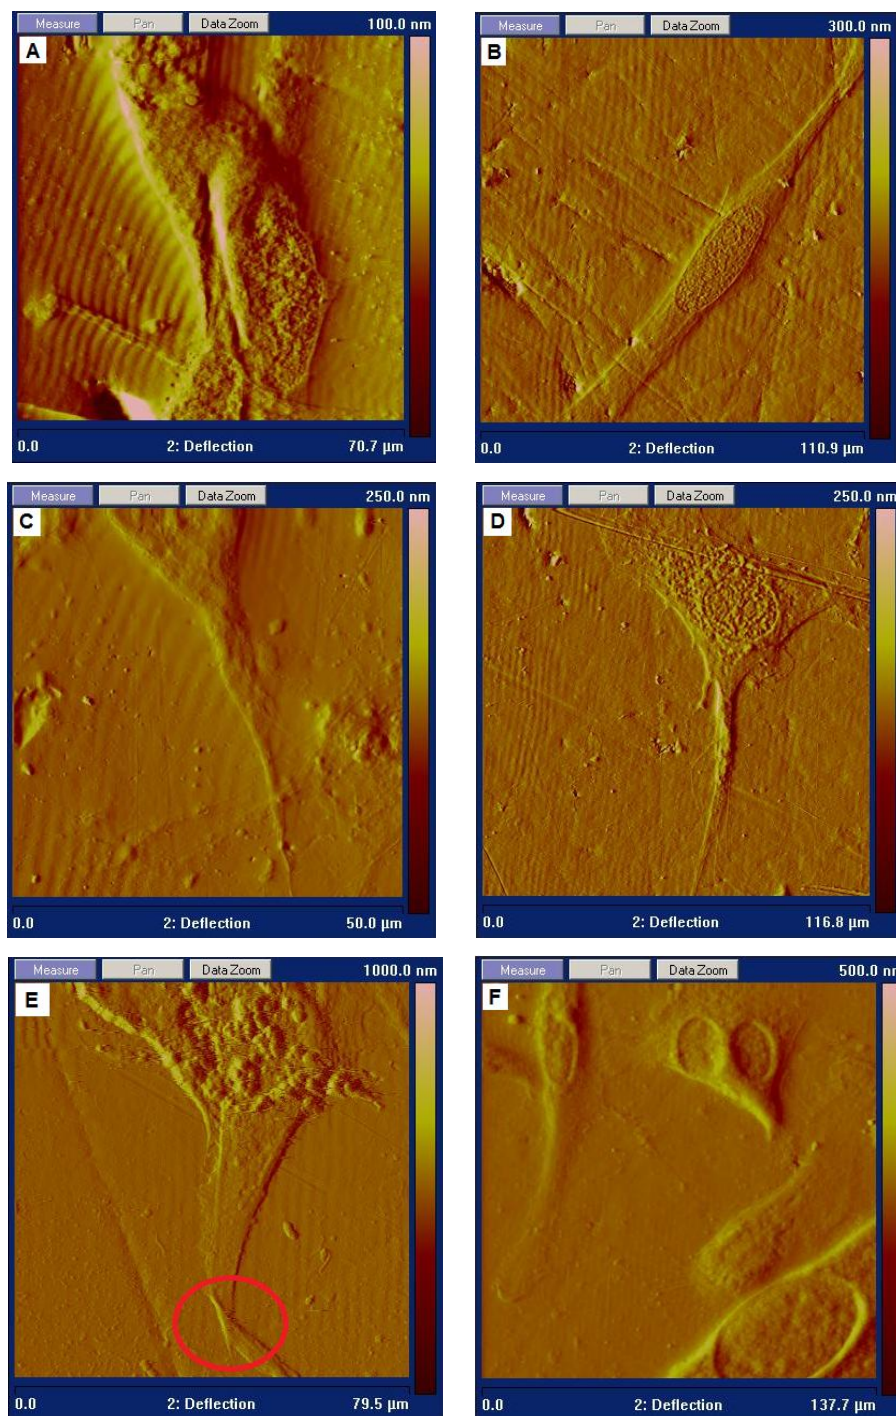 Measure Pan Data Zoom 100.0 nm
A
0.0 2: Deflection 70.7 µm
Measure Pan Data Zoom 300.0 nm
B
0.0 2: Deflection 110.9 µm
Measure Pan Data Zoom 250.0 nm
C
0.0 2: Deflection 50.0 µm
Measure Pan Data Zoom 250.0 nm
D
0.0 2: Deflection 116.8 µm
Measure Pan Data Zoom 1000.0 nm
E
0.0 2: Deflection 79.5 µm
Measure Pan Data Zoom 500.0 nm
F
0.0 2: Deflection 137.7 µm